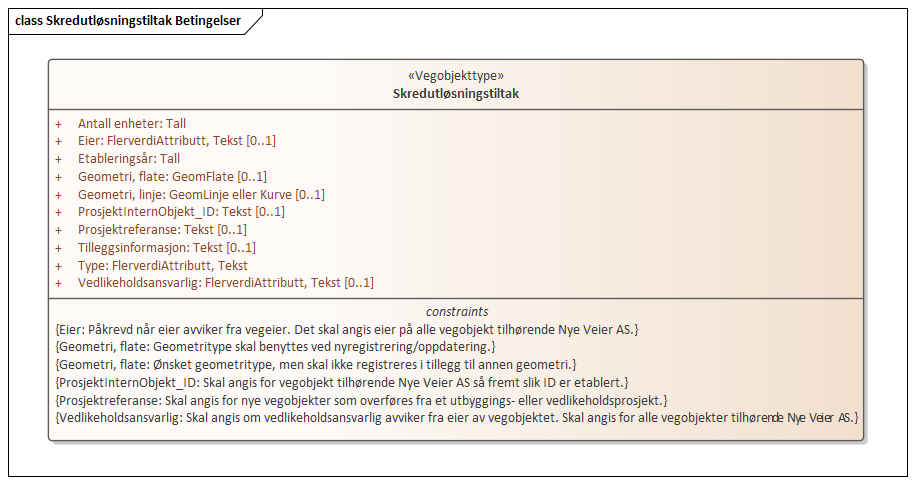 class Skredutløsningstiltak Betingelser
«Vegobjekttype»
Skredutløsningstiltak
+ Antall enheter: Tall
+ Eier: FlerverdiAttributt, Tekst [0..1]
+ Etableringsår: Tall
+ Geometri, flate: GeomFlate [0..1]
+ Geometri, linje: GeomLinje eller Kurve [0..1]
+ ProsjektInternObjekt_ID: Tekst [0..1]
+ Prosjektreferanse: Tekst [0..1]
+ Tilleggsinformasjon: Tekst [0..1]
+ Type: FlerverdiAttributt, Tekst
+ Vedlikeholdsansvarlig: FlerverdiAttributt, Tekst [0..1]
constraints
{Eier: Påkrevd når eier avviker fra vegeier. Det skal angis eier på alle vegobjekt tilhørende Nye Veier AS.}
{Geometri, flate: Geometritype skal benyttes ved nyregistrering/oppdatering.}
{Geometri, flate: Ønsket geometritype, men skal ikke registreres i tillegg til annen geometri.}
{ProsjektInternObjekt_ID: Skal angis for vegobjekt tilhørende Nye Veier AS så fremt slik ID er etablert.}
{Prosjektreferanse: Skal angis for nye vegobjekter som overføres fra et utbyggings- eller vedlikeholdsprosjekt.}
{Vedlikeholdsansvarlig: Skal angis om vedlikeholdsansvarlig avviker fra eier av vegobjektet. Skal angis for alle vegobjekter tilhørende Nye Veier AS.}